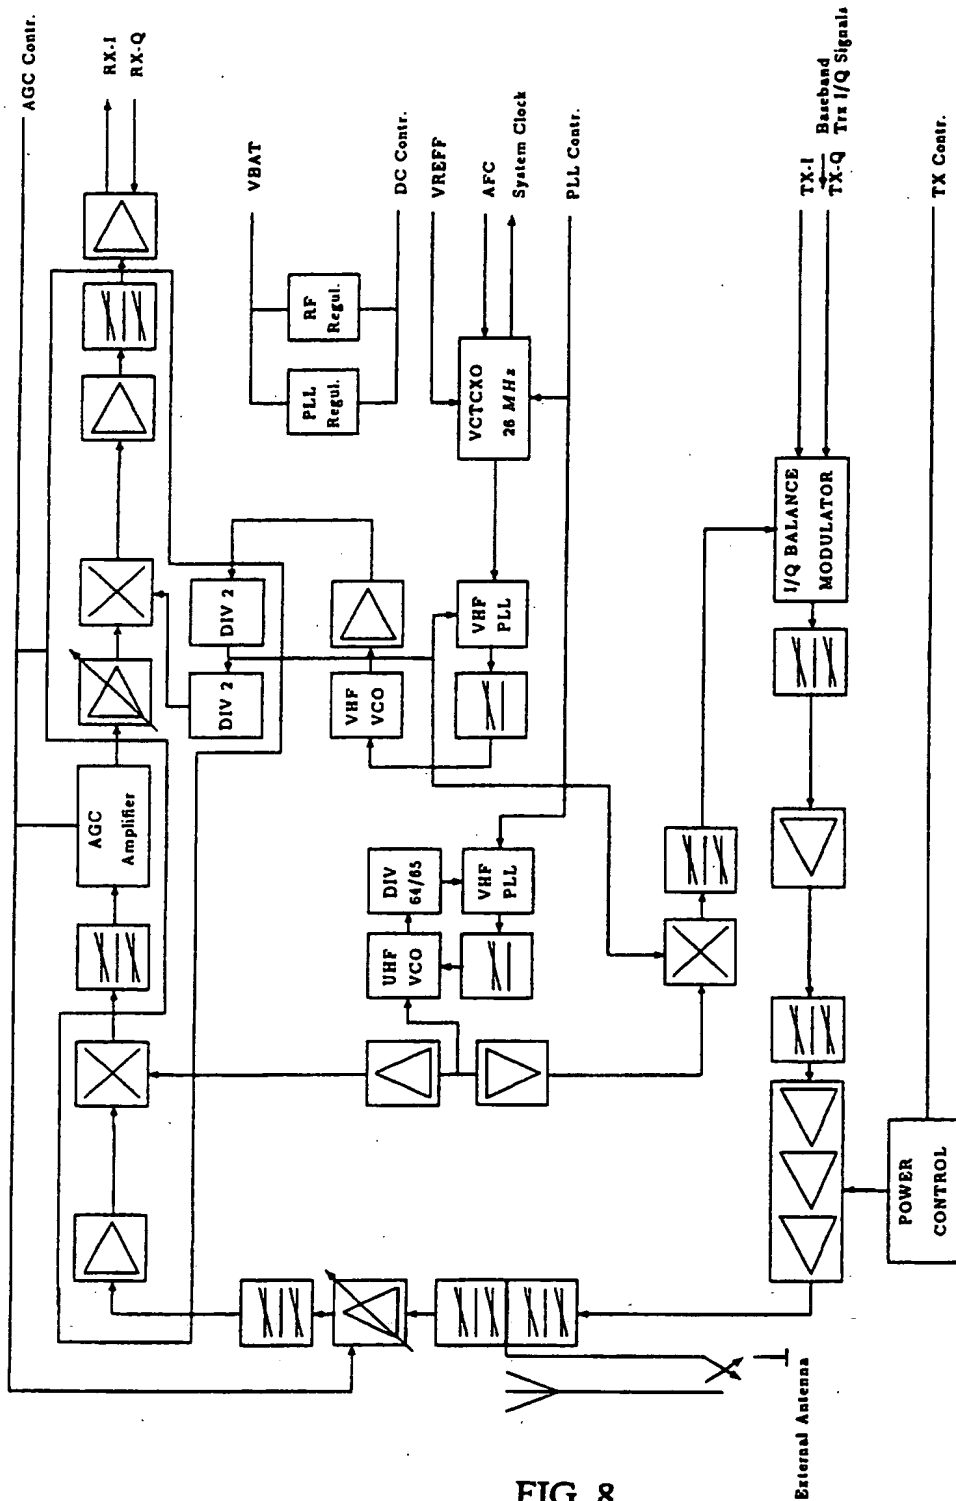 AGC Contr.
RX-I
RX-Q
AGC
Amplifier
VBAT
DC Contr.
RF
Regul.
PLL
Regul.
VREFF
AFC
System Clock
PLL Contr.
VCTCXO
26 MHz
DIV 2
DIV 2
VHF
VCO
VHF
PLL
DIV
64/65
UHF
VCO
VHF
PLL
TX-I
TX-Q
Baseband
Trx I/Q Signals
TX Contr.
I/Q BALANCE
MODULATOR
POWER
CONTROL
External Antenna
FIG. 8